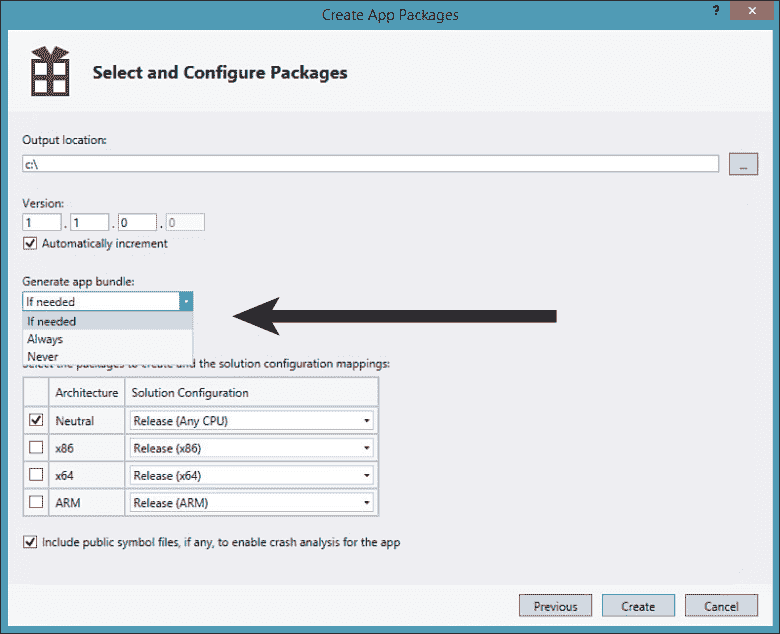 Create App Packages
?
Select and Configure Packages
Output location:
c:\
...
Version:
1 . 1 . 0 . 0
Automatically increment
Generate app bundle:
If needed
If needed
Always
Never
Select the packages to create and the solution configuration mappings:
Architecture Solution Configuration
Neutral Release (Any CPU)
x86 Release (x86)
x64 Release (x64)
ARM Release (ARM)
Include public symbol files, if any, to enable crash analysis for the app
Previous Create Cancel